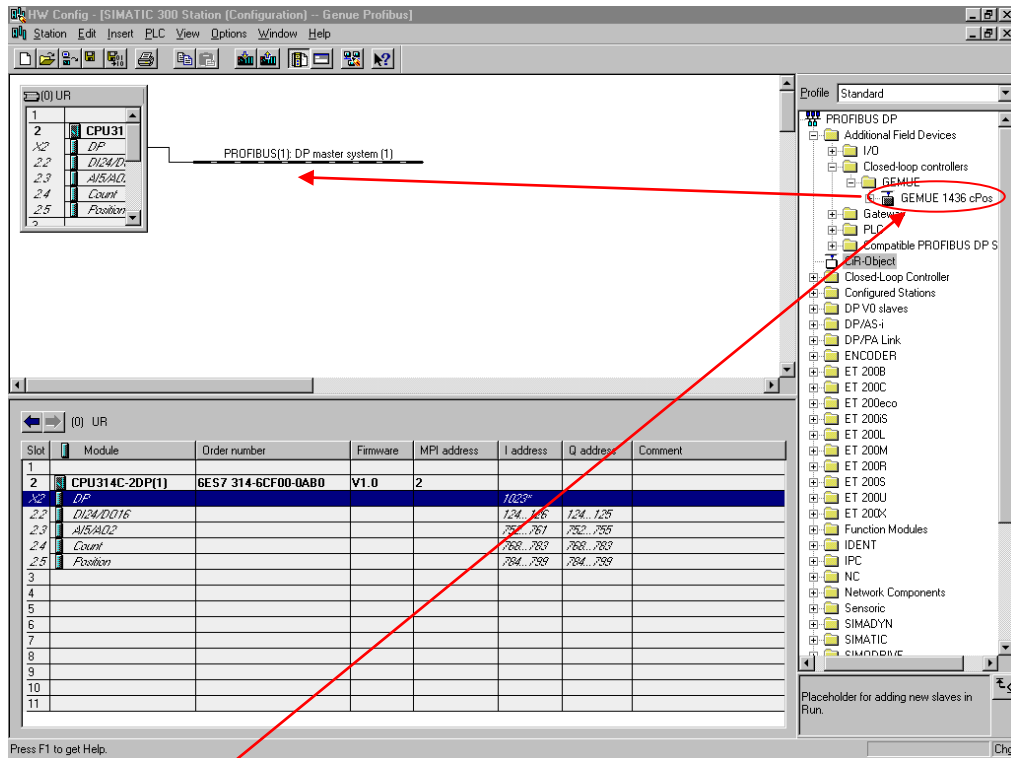 HW Config - [SIMATIC 300 Station (Configuration) -- Genue Profibus]
Station Edit Insert PLC View Options Window Help
(0) UR
1
2 CPU31
X2 DP
2.2 DI24/D
2.3 AI5/AO
2.4 Count
2.5 Position
3
PROFIBUS(1): DP master system (1)
Profile Standard
PROFIBUS DP
Additional Field Devices
I/O
Closed-loop controllers
GEMUE
GEMUE 1436 cPos
Gateway
PLC
Compatible PROFIBUS DP S
CiR-Object
Closed-Loop Controller
Configured Stations
DP V0 slaves
DP/AS-i
DP/PA Link
ENCODER
ET 200B
ET 200C
ET 200eco
ET 200iS
ET 200L
ET 200M
ET 200R
ET 200S
ET 200U
ET 200X
Function Modules
IDENT
IPC
NC
Network Components
Sensoric
SIMADYN
SIMATIC
SIMODRIVE
Placeholder for adding new slaves in
Run.
(0) UR
Slot Module Order number Firmware MPI address I address Q address Comment
1
2 CPU314C-2DP(1) 6ES7 314-6CF00-0AB0 V1.0 2
X2 DP 1023*
2.2 DI24/DO16 124...126 124...125
2.3 AI5/AO2 752...761 752...755
2.4 Count 768...783 768...783
2.5 Position 784...799 784...799
3
4
5
6
7
8
9
10
11
Press F1 to get Help.
Chg